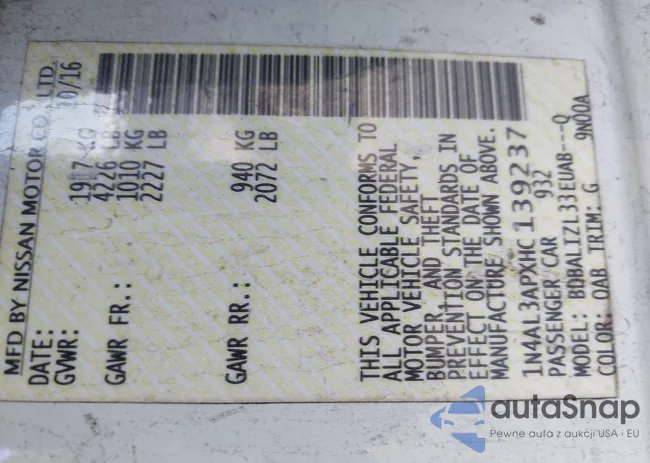 MFD BY NISSAN MOTOR CO., LTD.
DATE: 10/16
GVWR: KG
4226 LB
GAWR FR.: 1010 KG
2227 LB
GAWR RR.: 940 KG
2072 LB
THIS VEHICLE CONFORMS TO
ALL APPLICABLE FEDERAL
MOTOR VEHICLE SAFETY,
BUMPER, AND THEFT
PREVENTION STANDARDS IN
EFFECT ON THE DATE OF
MANUFACTURE SHOWN ABOVE.
1N4AL3APXHC139237
PASSENGER CAR 932
MODEL: BDBALIZL33EUAB---Q
COLOR: QAB TRIM: G 9N00A
autaSnap
Pewne auta z aukcji USA i EU